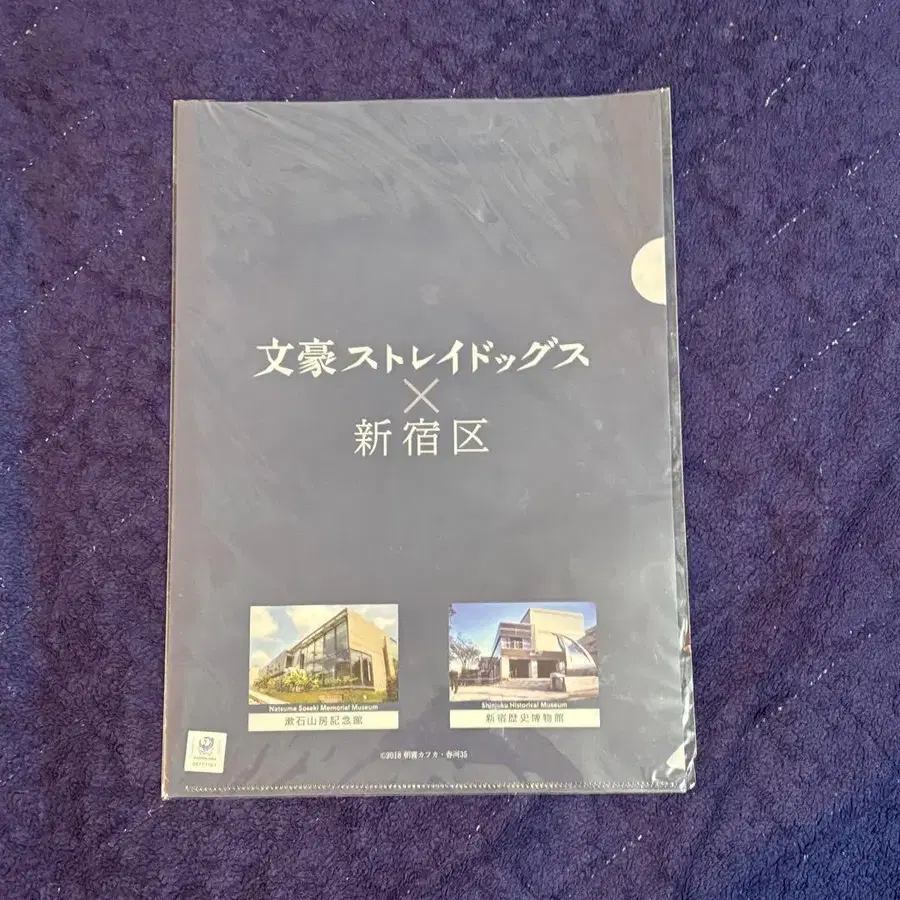 文豪ストレイドッグス
×
新宿区
Natsume Soseki Memorial Museum
漱石山房記念館
Shinjuku Historical Museum
新宿歴史博物館
©2018 朝霧カフカ・春河35